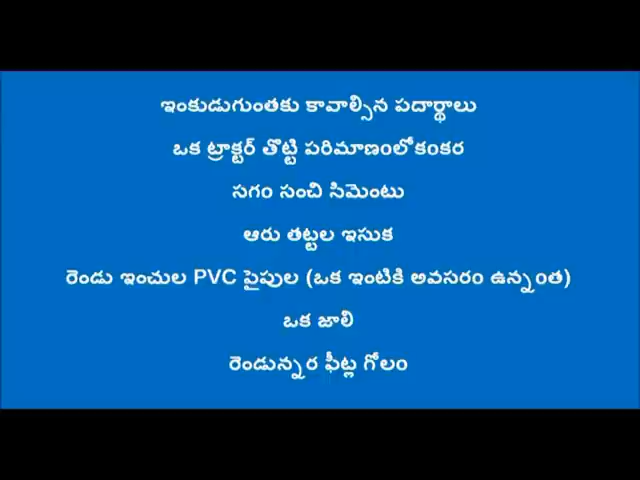 ఇంకుడుగుంతకు కావాల్సిన పదార్థాలు
ఒక ట్రాక్టర్ తొట్టి పరిమాణంలోకంకర
సగం సంచి సిమెంటు
ఆరు తట్టల ఇసుక
రెండు ఇంచుల PVC పైపుల (ఒక ఇంటికి అవసరం ఉన్నంత)
ఒక జాలి
రెండున్నర ఫీట్ల గోలం